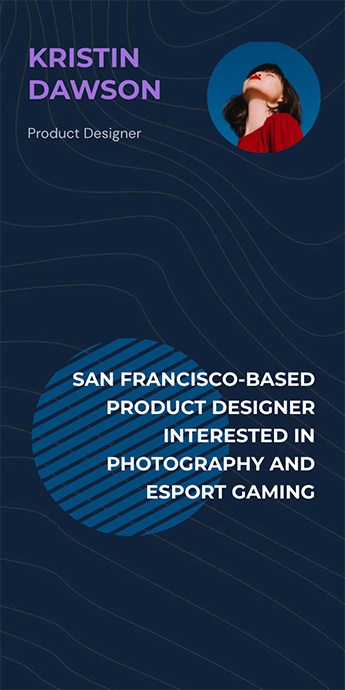 KRISTIN
DAWSON
Product Designer
SAN FRANCISCO-BASED
PRODUCT DESIGNER
INTERESTED IN
PHOTOGRAPHY AND
ESPORT GAMING